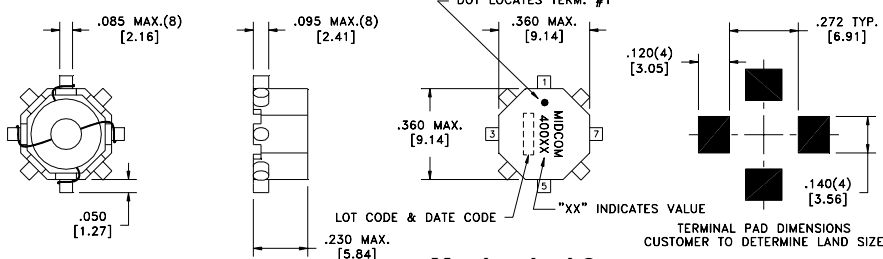 DOT LOCATES TERM. #1
.085 MAX.(8)
[2.16]
.095 MAX.(8)
[2.41]
.360 MAX.
[9.14]
.272 TYP.
[6.91]
.120(4)
[3.05]
.360 MAX.
[9.14]
1
3
7
5
MIDCOM
400XX
.050
[1.27]
.230 MAX.
[5.84]
LOT CODE & DATE CODE
"XX" INDICATES VALUE
.140(4)
[3.56]
TERMINAL PAD DIMENSIONS
CUSTOMER TO DETERMINE LAND SIZE